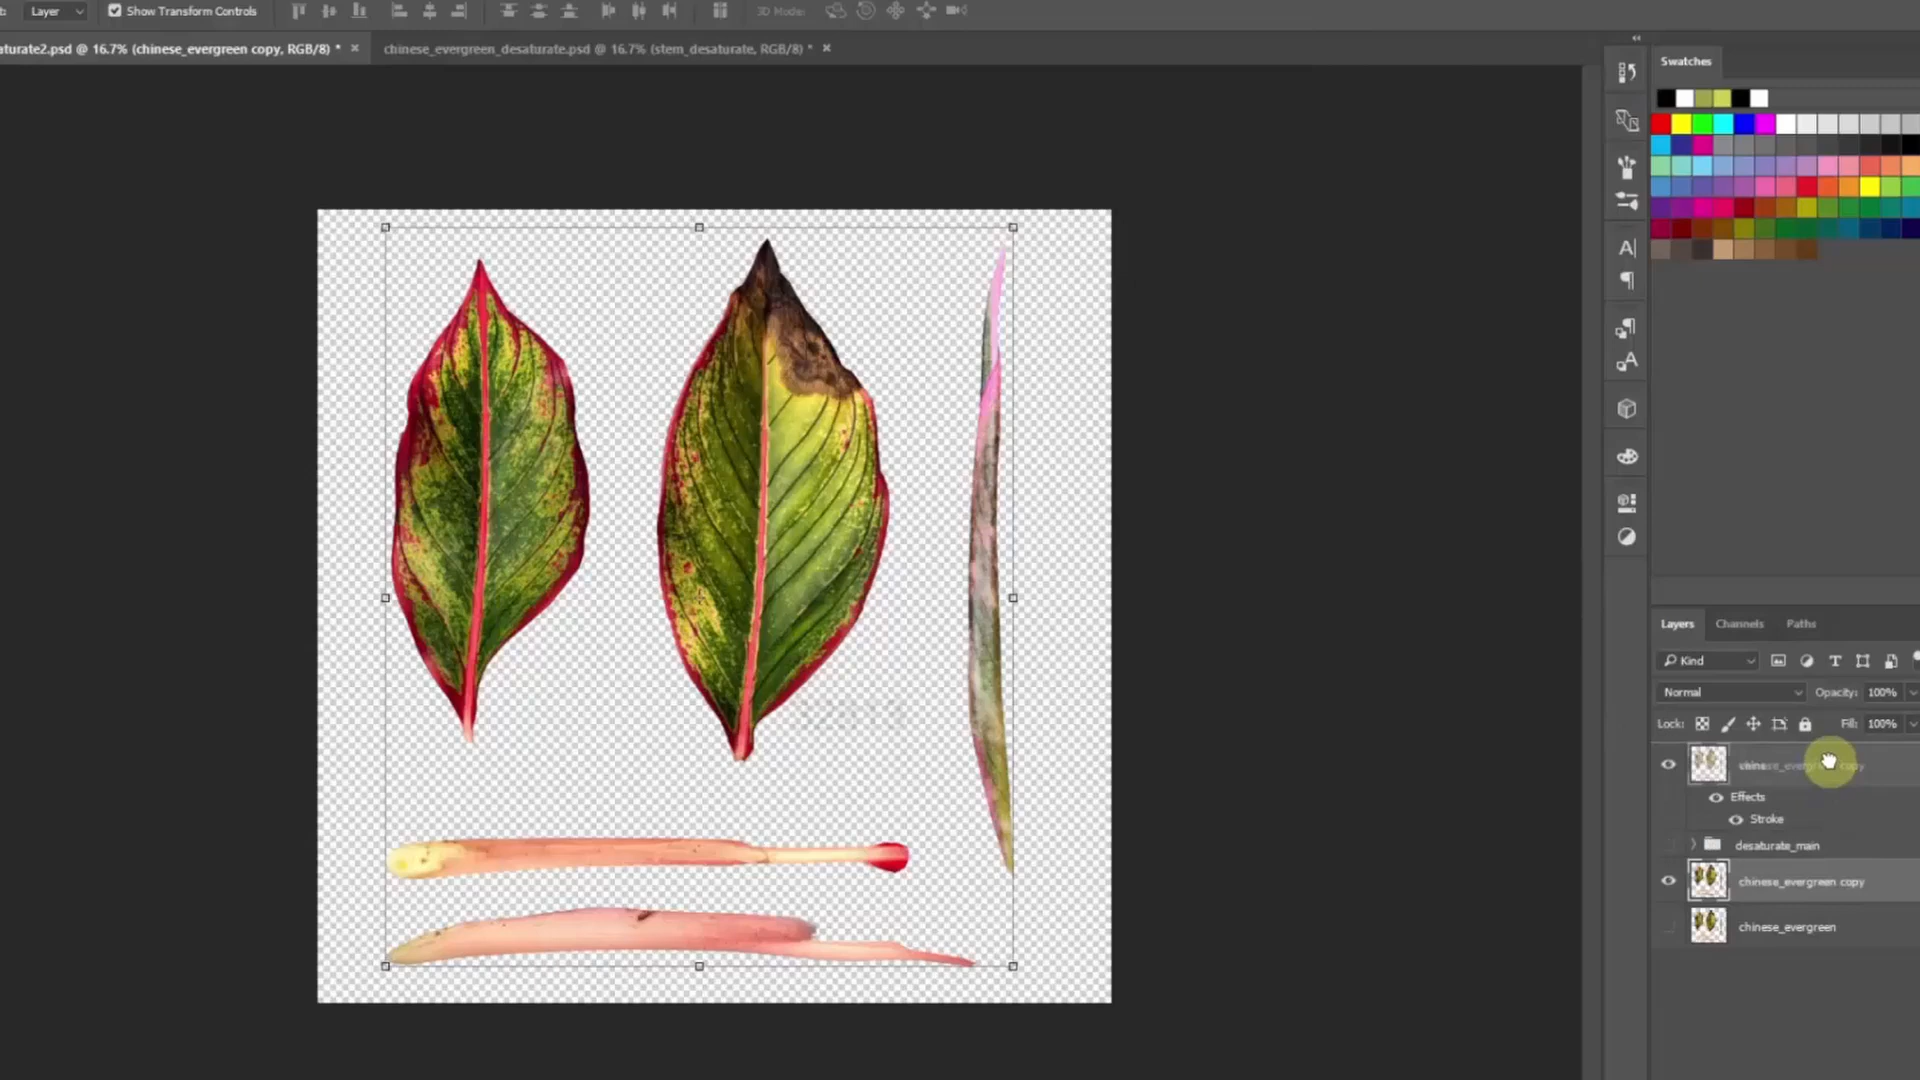 Layer
Show Transform Controls
3D Mode:
aturate2.psd @ 16.7% (chinese_evergreen copy, RGB/8) *
chinese_evergreen_desaturate.psd @ 16.7% (stem_desaturate, RGB/8) *
Swatches
Layers
Channels
Paths
Kind
Normal
Opacity:
100%
Lock:
Fill:
100%
Effects
Stroke
desaturate_main
chinese_evergreen copy
chinese_evergreen